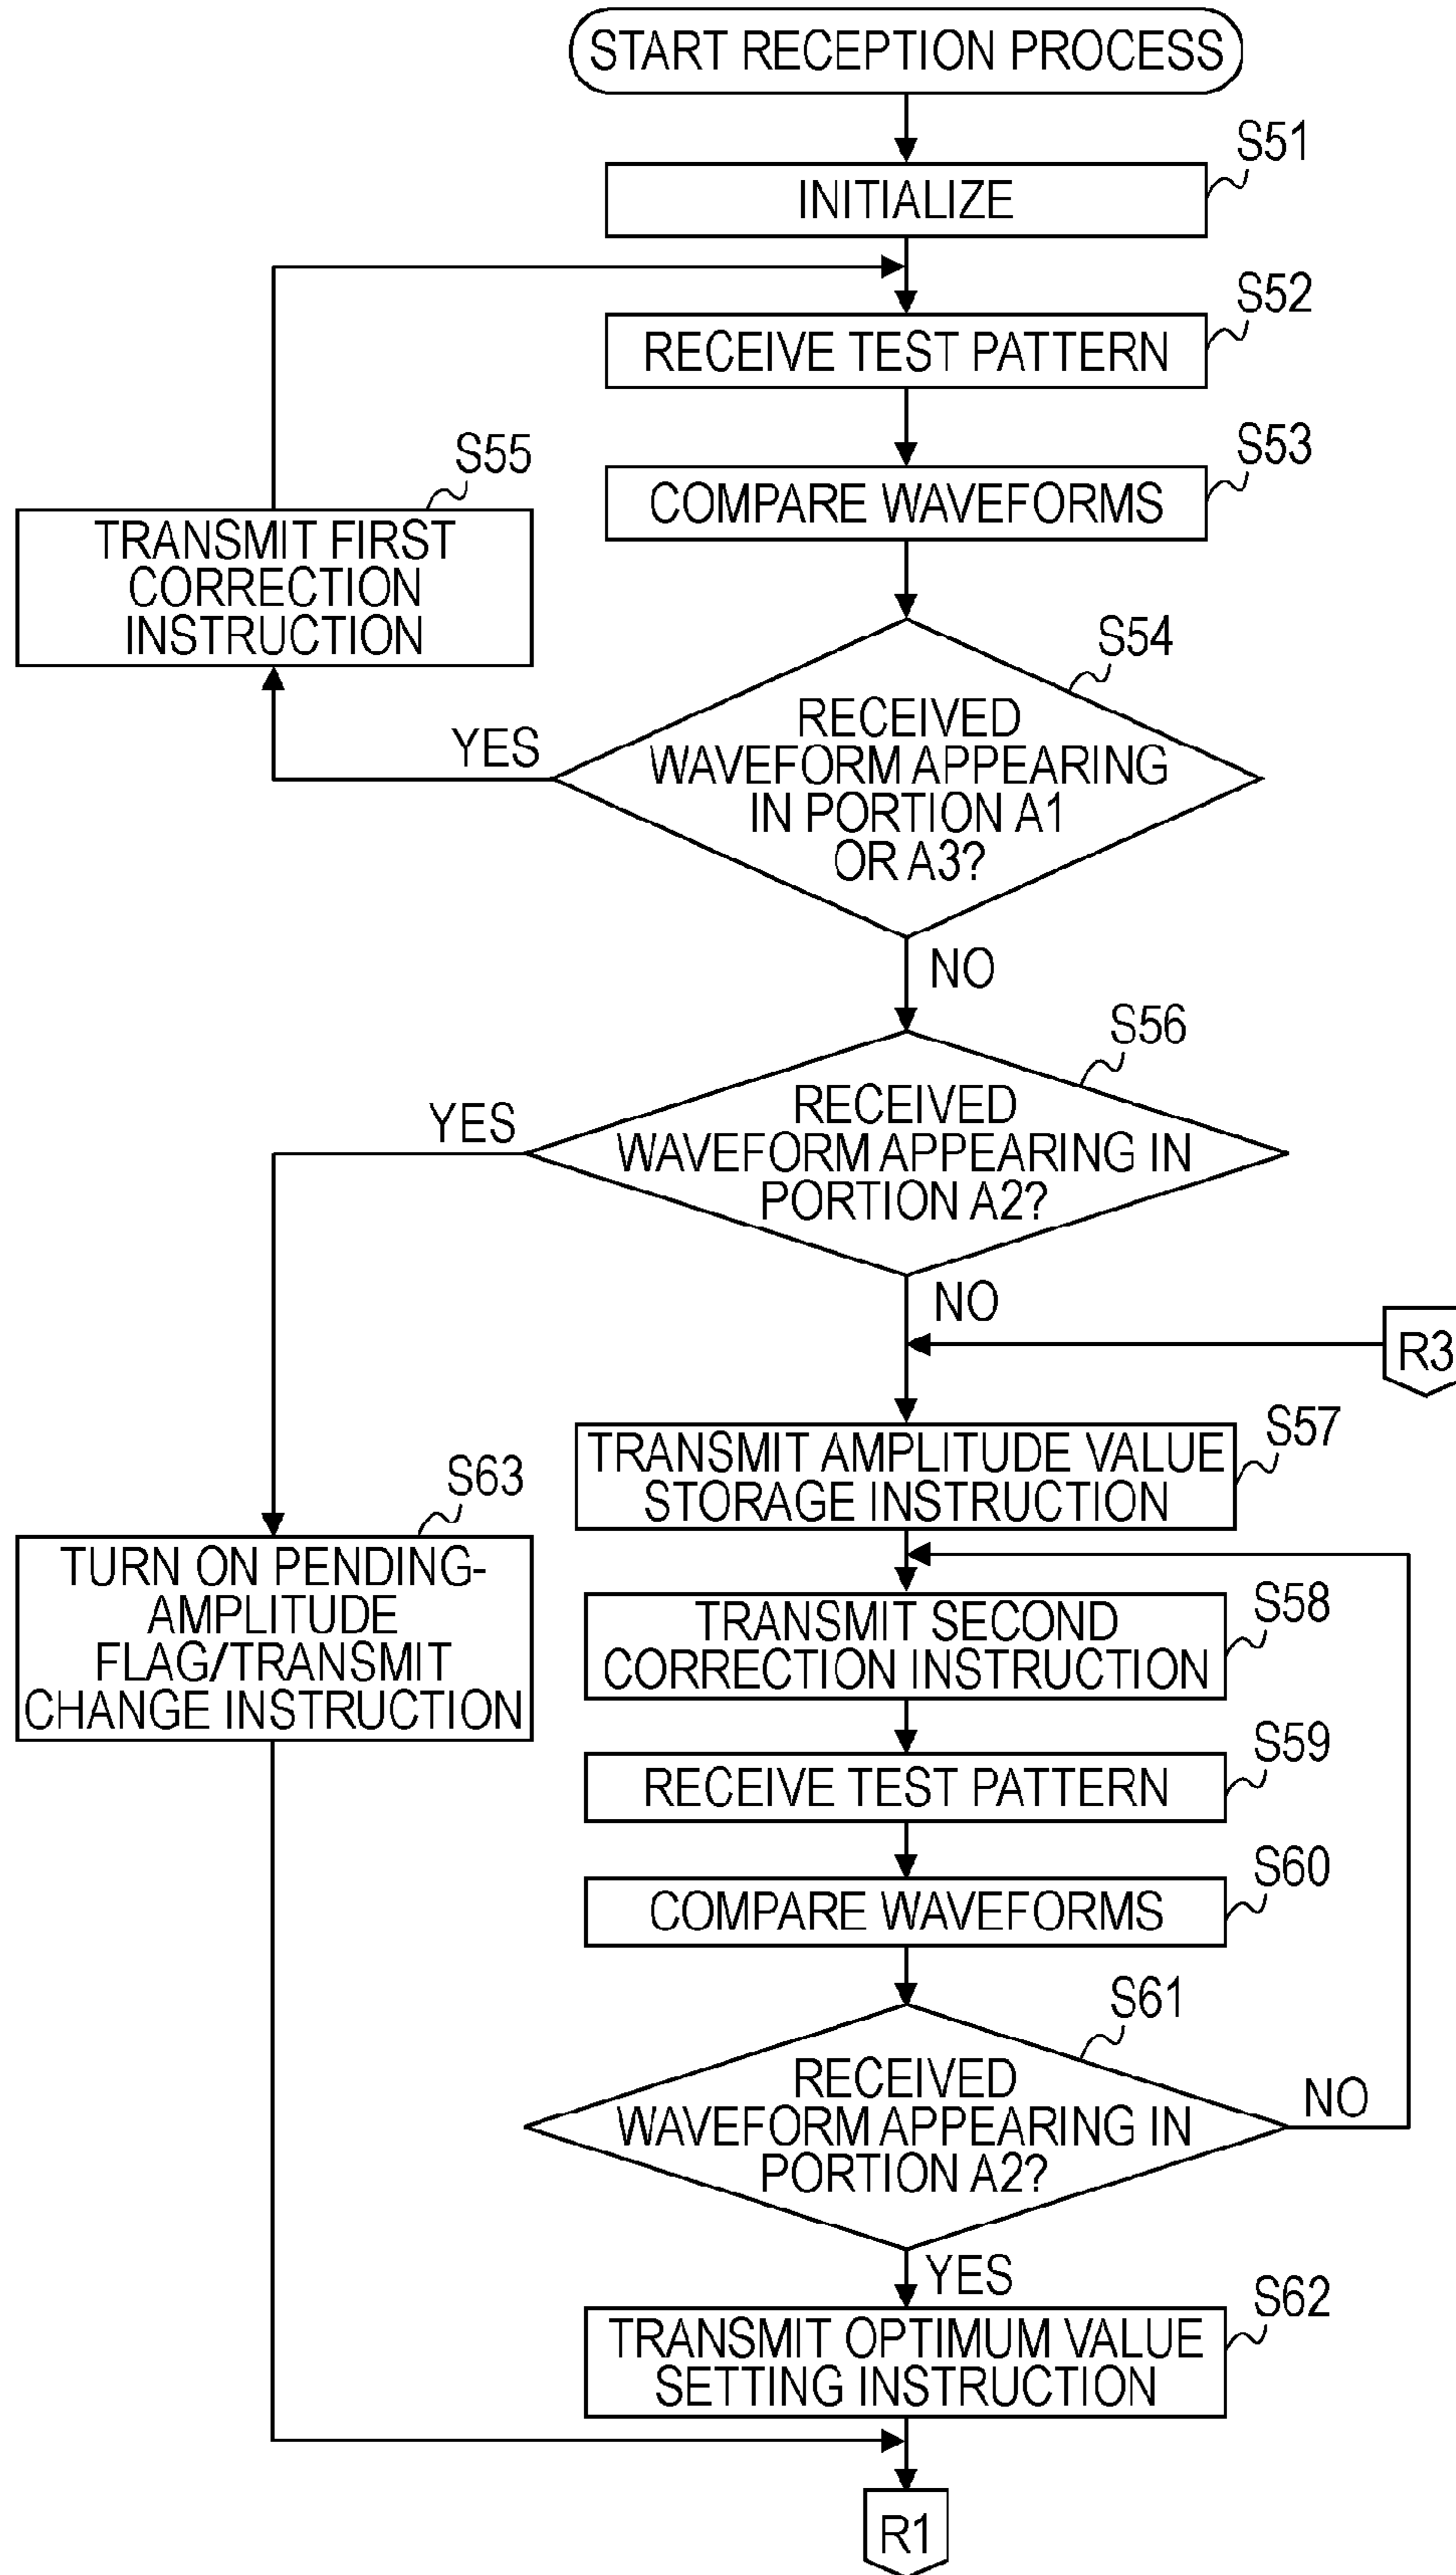 START RECEPTION PROCESS
S51
INITIALIZE
S52
RECEIVE TEST PATTERN
S53
COMPARE WAVEFORMS
S55
TRANSMIT FIRST
CORRECTION
INSTRUCTION
S54
RECEIVED
WAVEFORM APPEARING
IN PORTION A1
OR A3?
YES
NO
S56
RECEIVED
WAVEFORM APPEARING IN
PORTION A2?
YES
NO
R3
S57
TRANSMIT AMPLITUDE VALUE
STORAGE INSTRUCTION
S63
TURN ON PENDING-
AMPLITUDE
FLAG/TRANSMIT
CHANGE INSTRUCTION
S58
TRANSMIT SECOND
CORRECTION INSTRUCTION
S59
RECEIVE TEST PATTERN
S60
COMPARE WAVEFORMS
S61
RECEIVED
WAVEFORM APPEARING IN
PORTION A2?
NO
YES
S62
TRANSMIT OPTIMUM VALUE
SETTING INSTRUCTION
R1